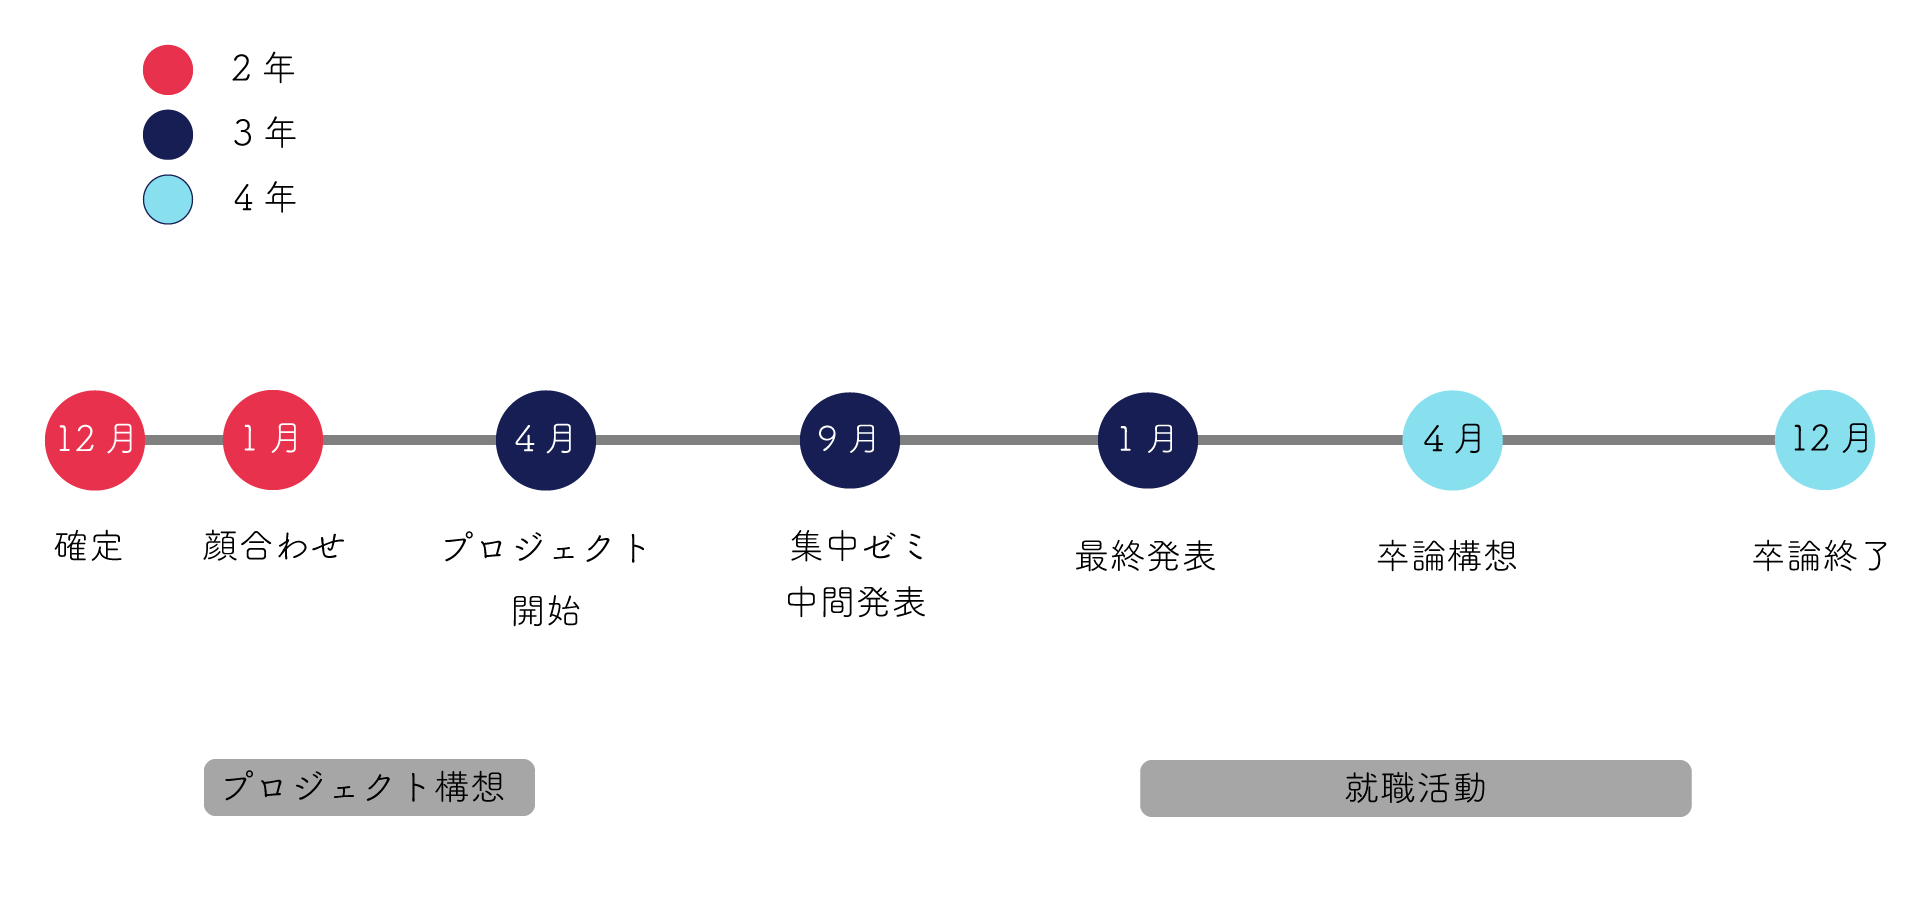 2年
3年
4年
12月
1月
4月
9月
1月
4月
12月
確定
顔合わせ
プロジェクト
開始
集中ゼミ
中間発表
最終発表
卒論構想
卒論終了
プロジェクト構想
就職活動